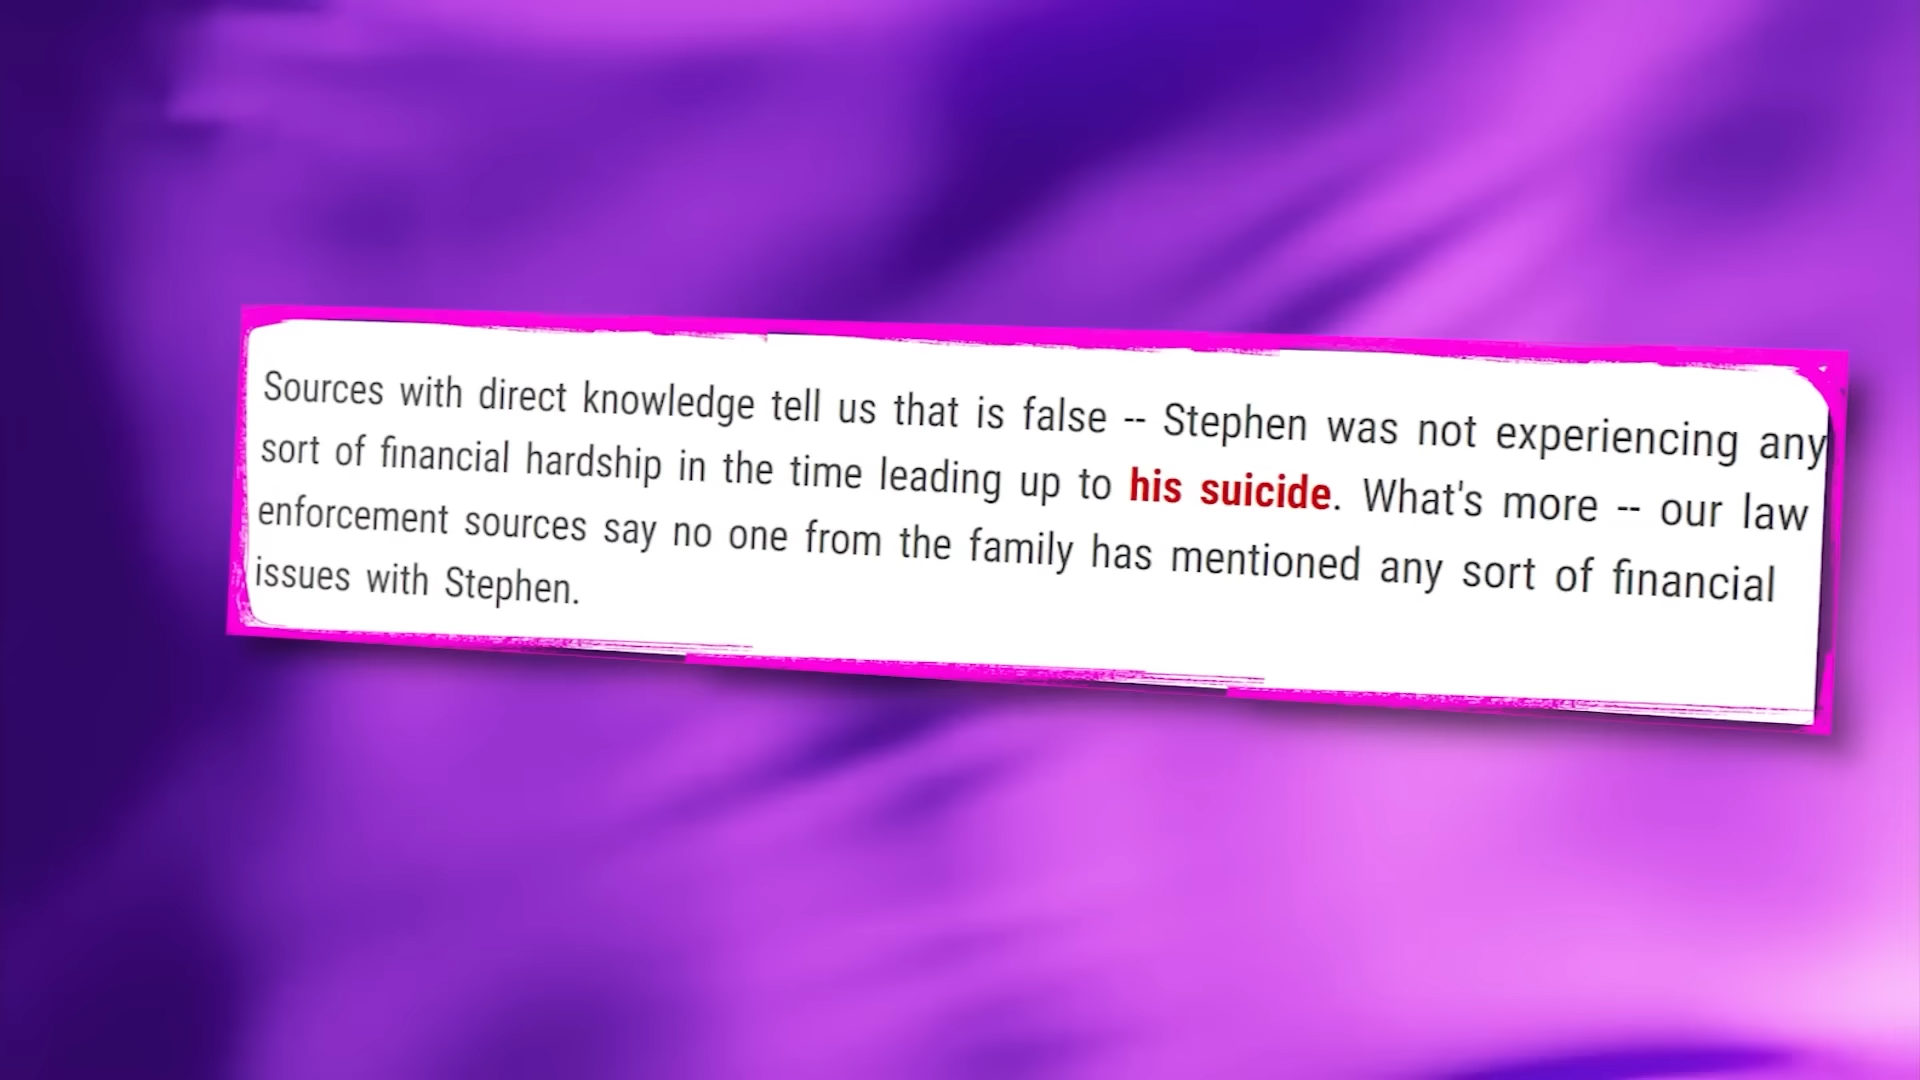 Sources with direct knowledge tell us that is false -- Stephen was not experiencing any
sort of financial hardship in the time leading up to his suicide. What's more -- our law
enforcement sources say no one from the family has mentioned any sort of financial
issues with Stephen.